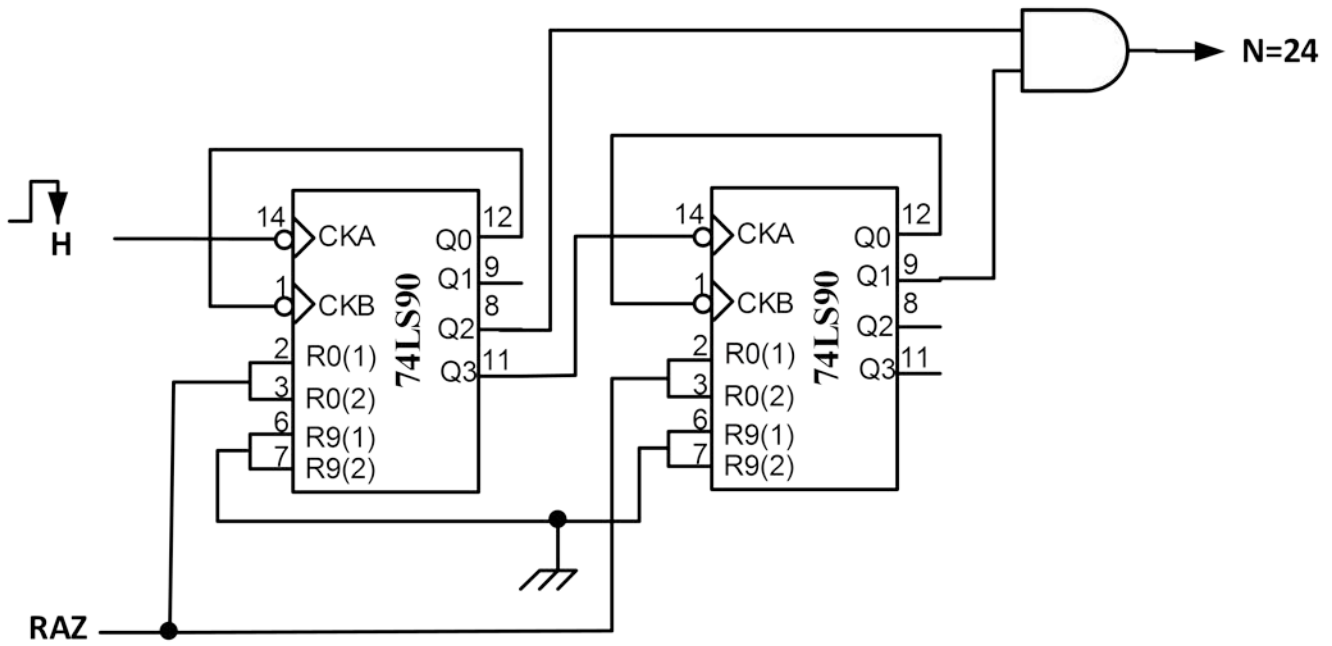 N=24
H
14
CKA
Q0
12
Q1
9
1
CKB
Q2
8
74LS90
2
R0(1)
Q3
11
3
R0(2)
6
R9(1)
7
R9(2)
14
CKA
Q0
12
Q1
9
1
CKB
Q2
8
74LS90
2
R0(1)
Q3
11
3
R0(2)
6
R9(1)
7
R9(2)
RAZ